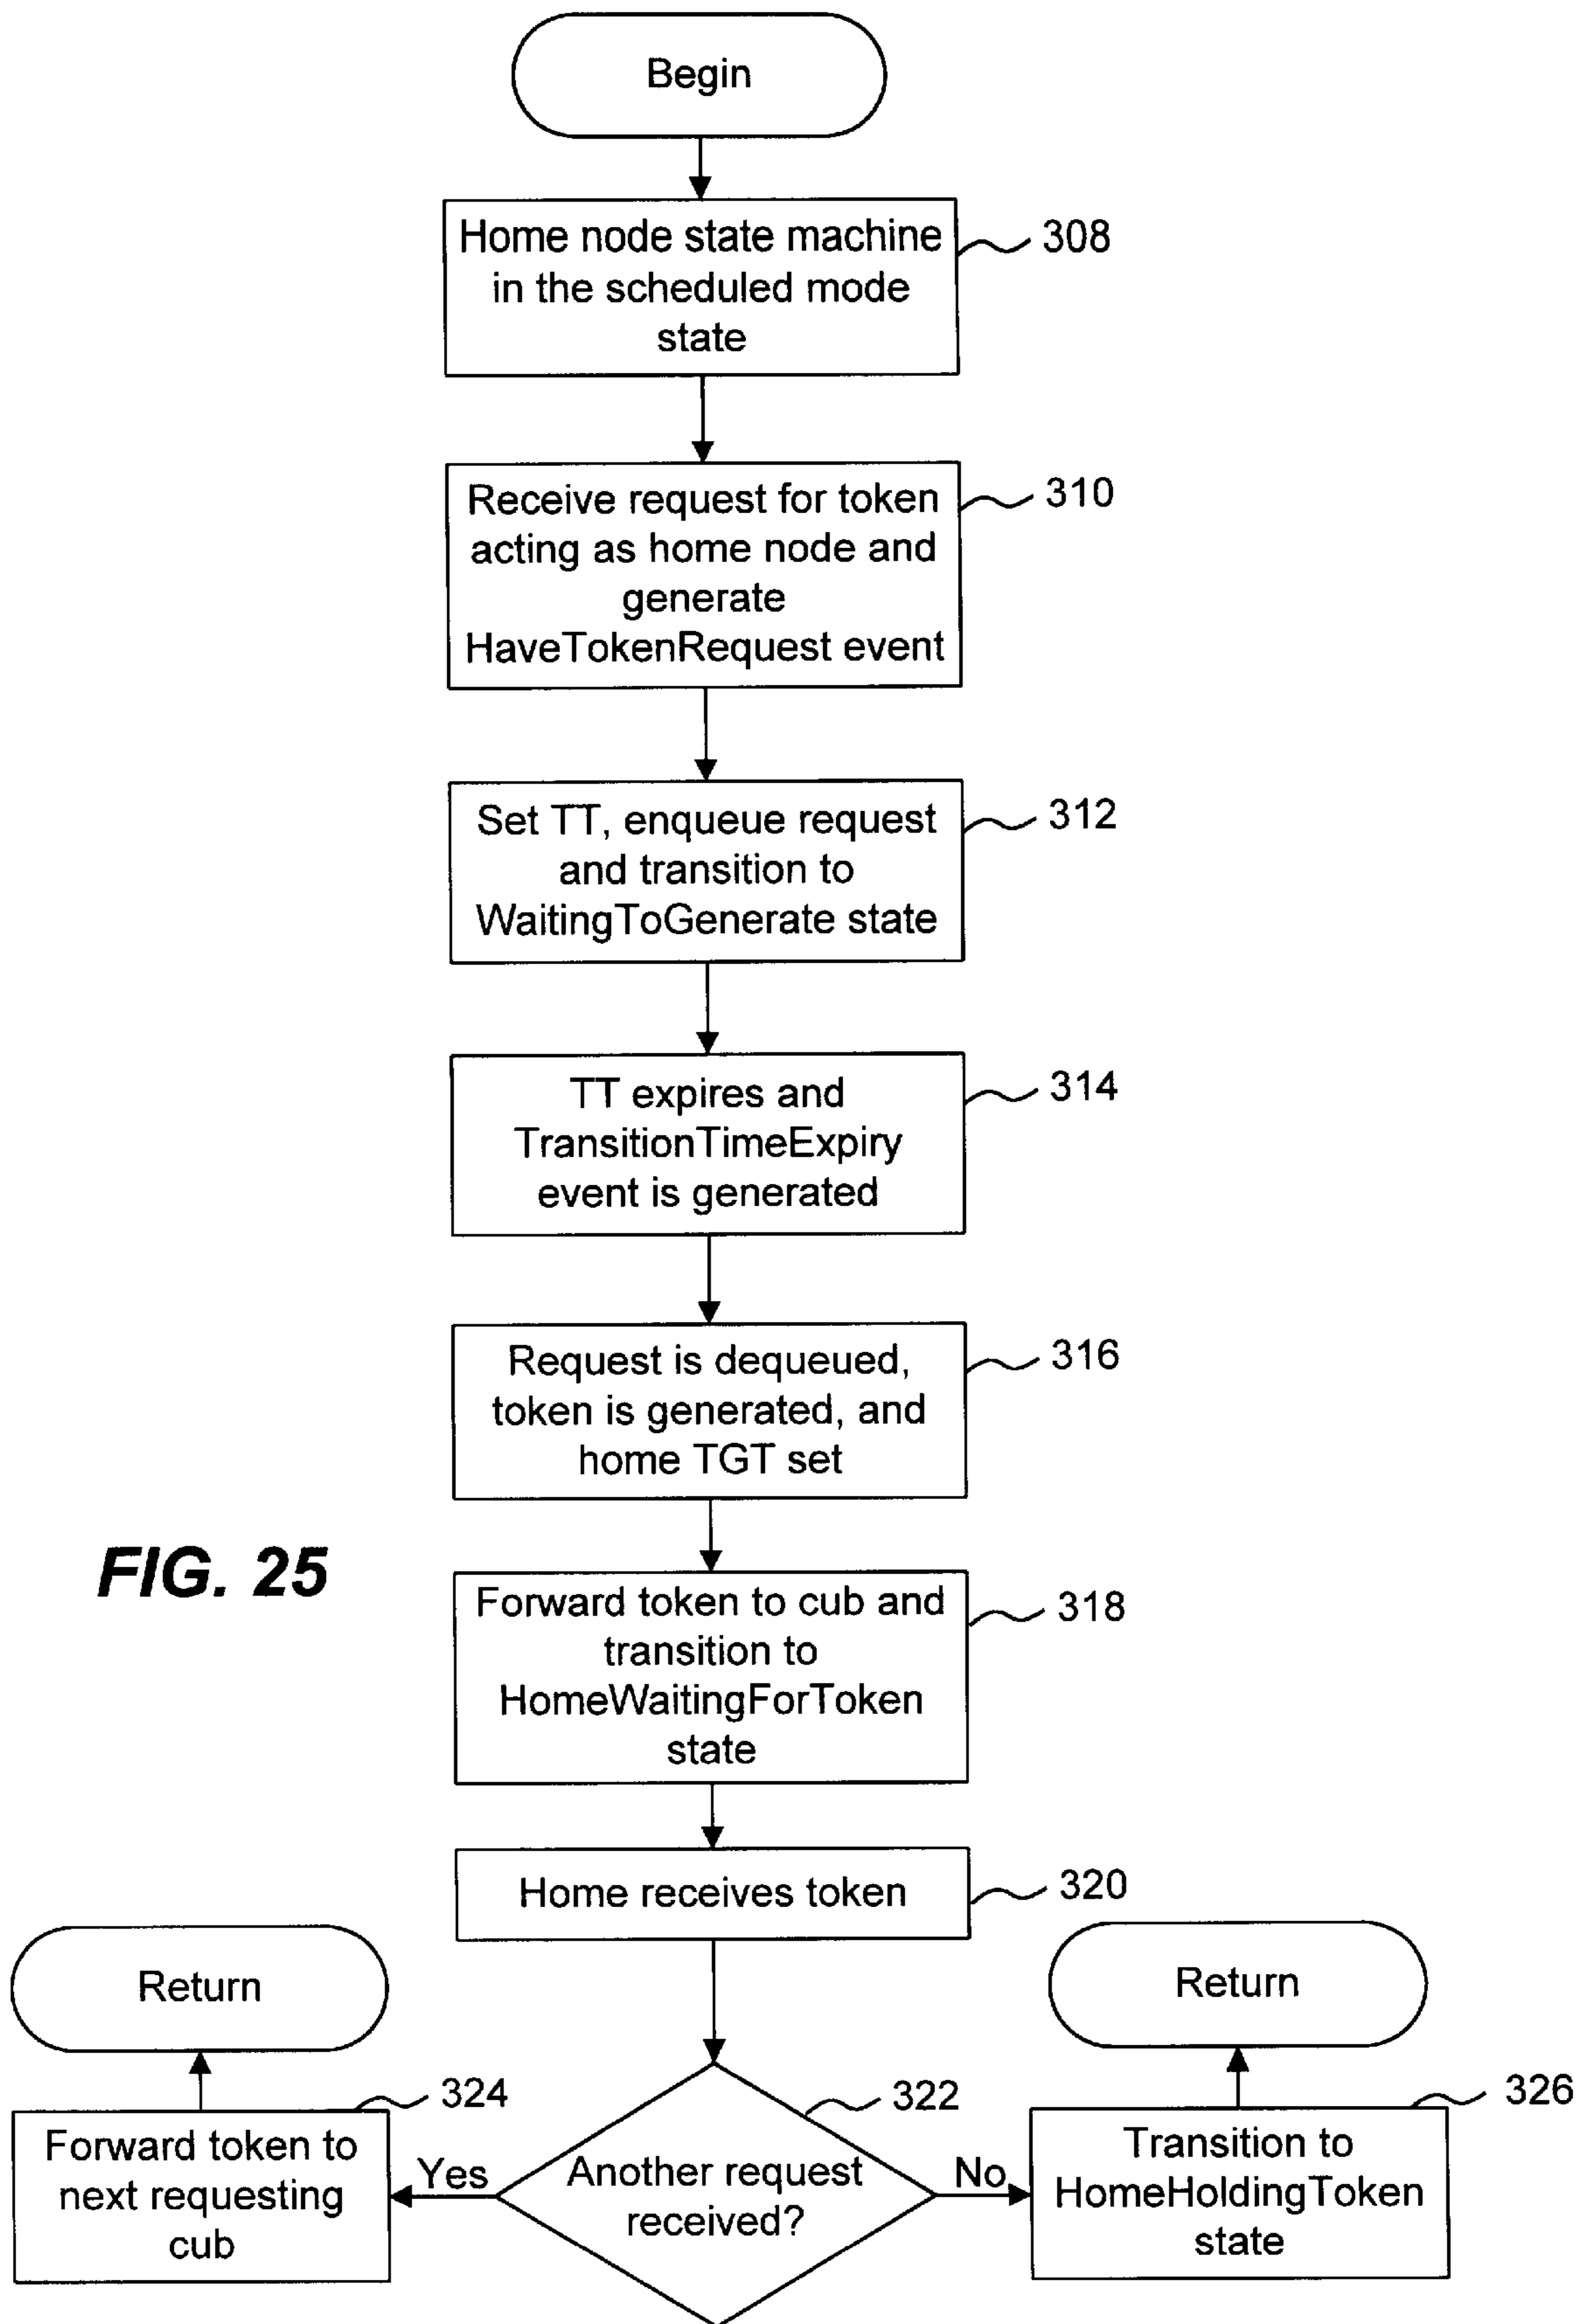 Begin
Home node state machine
in the scheduled mode
state
308
Receive request for token
acting as home node and
generate
HaveTokenRequest event
310
Set TT, enqueue request
and transition to
WaitingToGenerate state
312
TT expires and
TransitionTimeExpiry
event is generated
314
Request is dequeued,
token is generated, and
home TGT set
316
FIG. 25
Forward token to cub and
transition to
HomeWaitingForToken
state
318
Home receives token
320
Return
Return
324
322
326
Forward token to
next requesting
cub
Yes
Another request
received?
No
Transition to
HomeHoldingToken
state